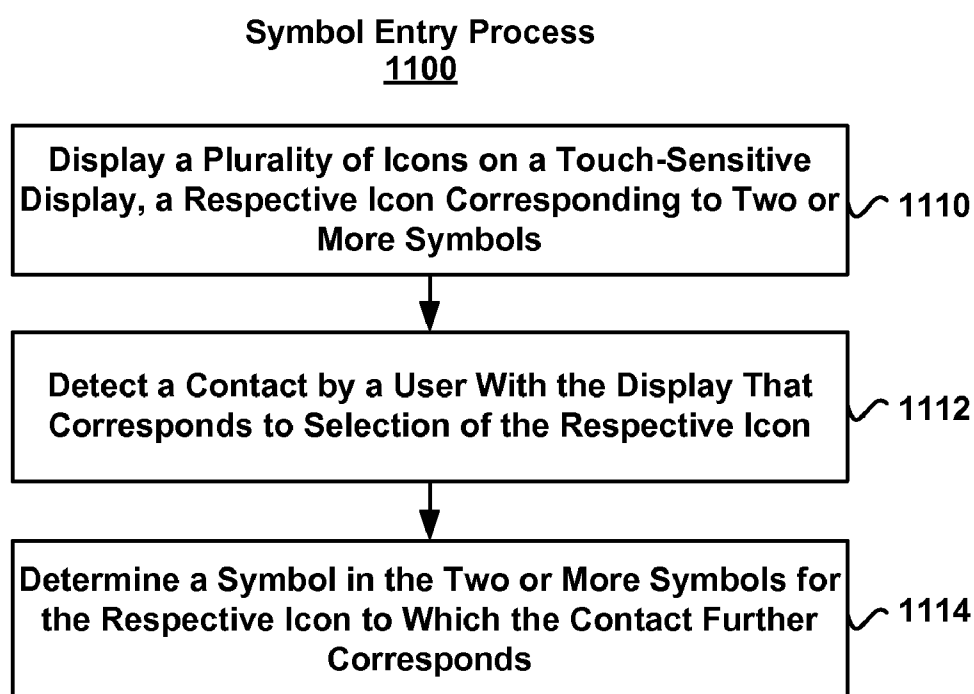 Symbol Entry Process
1100
Display a Plurality of Icons on a Touch-Sensitive
Display, a Respective Icon Corresponding to Two or
More Symbols
1110
Detect a Contact by a User With the Display That
Corresponds to Selection of the Respective Icon
1112
Determine a Symbol in the Two or More Symbols for
the Respective Icon to Which the Contact Further
Corresponds
1114